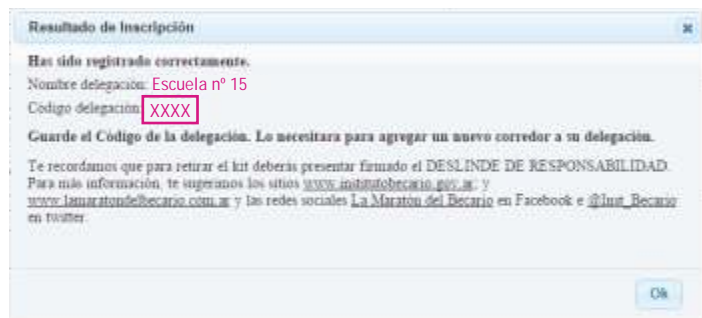 Resultado de Inscripción
Has sido registrado correctamente.
Nombre delegación: Escuela nº 15
Código delegación: XXXX
Guarde el Código de la delegación. Lo necesitara para agregar un nuevo corredor a su delegación.
Te recordamos que para retirar el kit deberás presentar firmado el DESLINDE DE RESPONSABILIDAD.
Para más información, te sugerimos los sitios www.institutobecario.gov.ar; y
www.lamaratondelbecario.com.ar y las redes sociales La Maratón del Becario en Facebook e @Inst_Becario
en twitter.
Ok